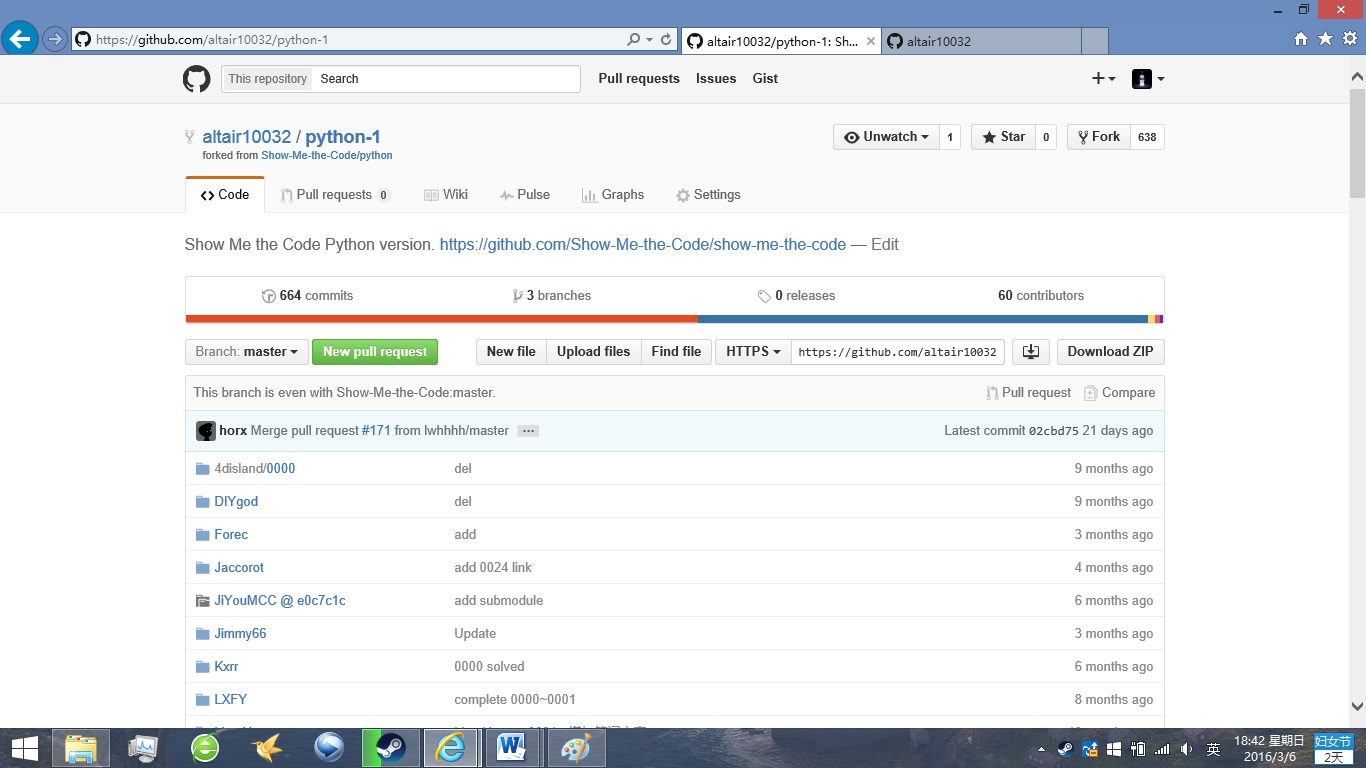 https://github.com/altair10032/python-1
altair10032/python-1: Sh...
altair10032
This repository Search
Pull requests Issues Gist
altair10032 / python-1
forked from Show-Me-the-Code/python
Unwatch 1 Star 0 Fork 638
Code Pull requests 0 Wiki Pulse Graphs Settings
Show Me the Code Python version. https://github.com/Show-Me-the-Code/show-me-the-code — Edit
664 commits 3 branches 0 releases 60 contributors
Branch: master New pull request New file Upload files Find file HTTPS https://github.com/altair10032 Download ZIP
This branch is even with Show-Me-the-Code:master. Pull request Compare
horx Merge pull request #171 from lwhhhh/master ... Latest commit 02cbd75 21 days ago
4disland/0000 del 9 months ago
DIYgod del 9 months ago
Forec add 3 months ago
Jaccorot add 0024 link 4 months ago
JiYouMCC @ e0c7c1c add submodule 6 months ago
Jimmy66 Update 3 months ago
Kxrr 0000 solved 6 months ago
LXFY complete 0000~0001 8 months ago
英 18:42 星期日 妇女节
2016/3/6 2天